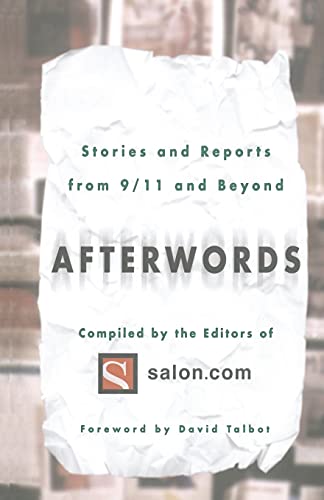 Stories and Reports
from 9/11 and Beyond
AFTERWORDS
Compiled by the Editors of
S salon.com
Foreword by David Talbot